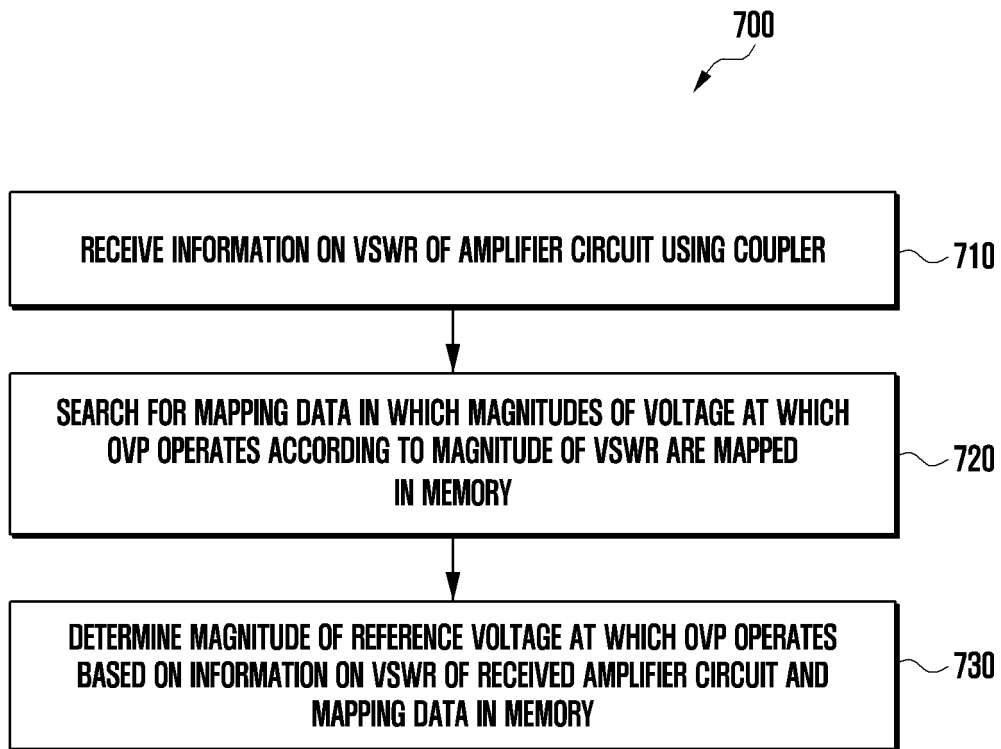 700
RECEIVE INFORMATION ON VSWR OF AMPLIFIER CIRCUIT USING COUPLER
710
SEARCH FOR MAPPING DATA IN WHICH MAGNITUDES OF VOLTAGE AT WHICH
OVP OPERATES ACCORDING TO MAGNITUDE OF VSWR ARE MAPPED
IN MEMORY
720
DETERMINE MAGNITUDE OF REFERENCE VOLTAGE AT WHICH OVP OPERATES
BASED ON INFORMATION ON VSWR OF RECEIVED AMPLIFIER CIRCUIT AND
MAPPING DATA IN MEMORY
730